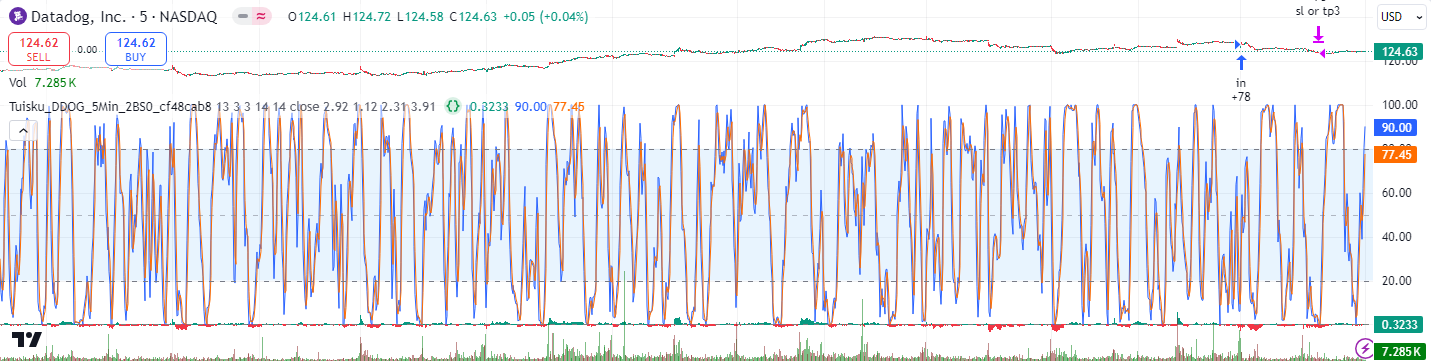 Datadog, Inc. · 5 · NASDAQ O124.61 H124.72 L124.58 C124.63 +0.05 (+0.04%)
sl or tp3
USD
124.62 SELL
0.00
124.62 BUY
124.63
120.00
Vol 7.285 K
in
+78
Tuisku_DDOG_5Min_2BS0_cf48cab8 13 3 3 14 14 close 2.92 1.12 2.31 3.91 {} 0.3233 90.00 77.45
100.00
90.00
80.00
77.45
60.00
40.00
20.00
0.3233
7.285 K